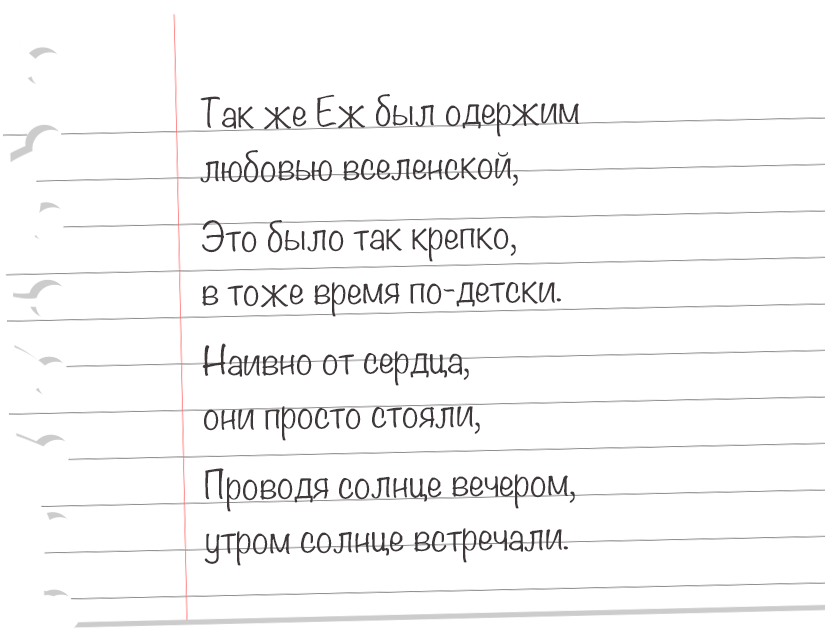 Так же Еж был одержим
любовью вселенской,
Это было так крепко,
в тоже время по-детски.
Наивно от сердца,
они просто стояли,
Проводя солнце вечером,
утром солнце встречали.